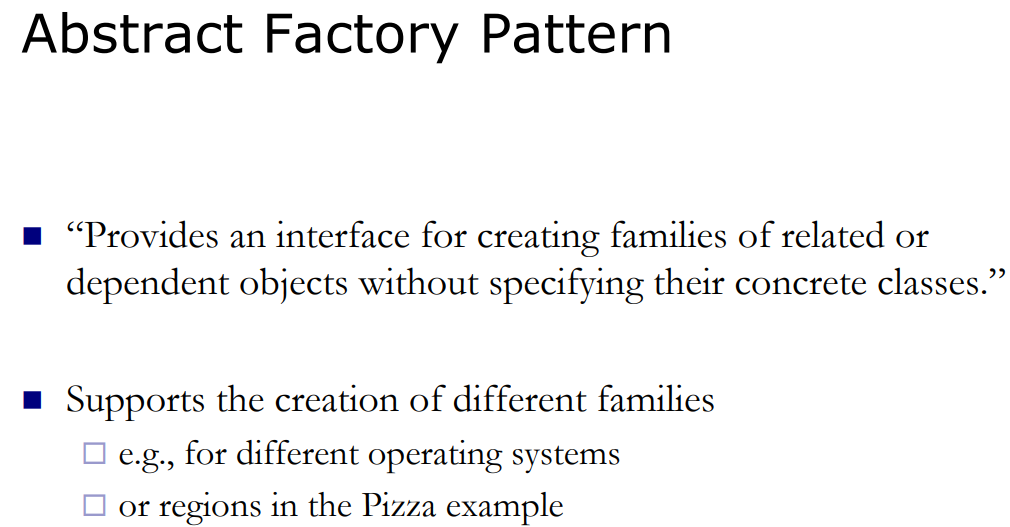 Abstract Factory Pattern
“Provides an interface for creating families of related or
dependent objects without specifying their concrete classes.”
Supports the creation of different families
e.g., for different operating systems
or regions in the Pizza example